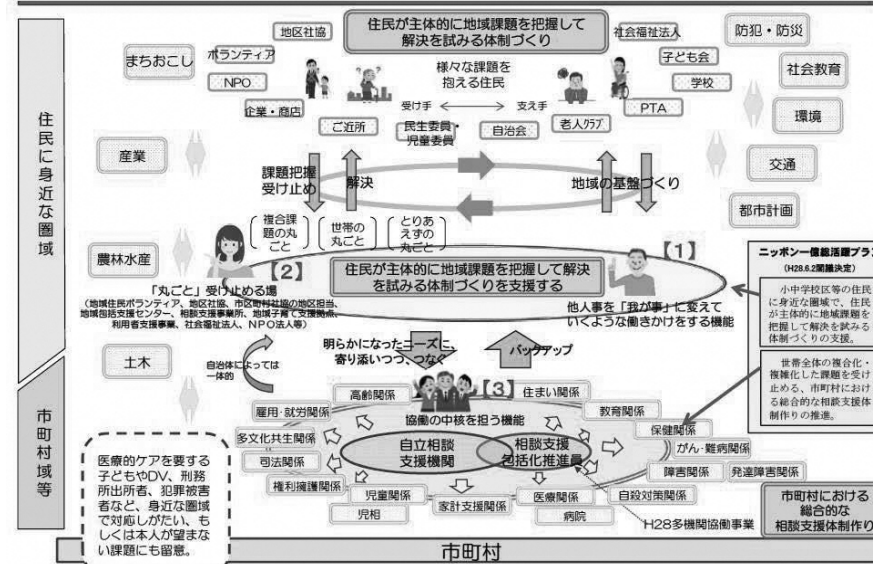 住民が主体的に地域課題を把握して
解決を試みる体制づくり
地区社協
社会福祉法人
防犯・防災
まちおこし
ボランティア
様々な課題を
抱える住民
子ども会
社会教育
NPO
学校
企業・商店
受け手
支え手
PTA
環境
ご近所
民生委員・
児童委員
自治会
老人クラブ
住民に身近な圏域
産業
課題把握
受け止め
解決
地域の基盤づくり
交通
都市計画
複合課
題の丸
ごと
世帯の
丸ごと
とりあ
えずの
丸ごと
農林水産
【2】
【1】
住民が主体的に地域課題を把握して解決
を試みる体制づくりを支援する
「丸ごと」受け止める場
(地域住民ボランティア、地区社協、市区町村社協の地区担当、
地域包括支援センター、相談支援事業所、地域子育て支援拠点、
利用者支援事業、社会福祉法人、NPO法人等)
他人事を「我が事」に変えて
いくような働きかけをする機能
ニッポン一億総活躍プラン
(H28.6.2閣議決定)
小中学校区等の住民
に身近な圏域で、住民
が主体的に地域課題を
把握して解決を試みる
体制づくりの支援。
世帯全体の複合化・
複雑化した課題を受け
止める、市町村におけ
る総合的な相談支援体
制作りの推進。
明らかになったニーズに、
寄り添いつつ、つなぐ
バックアップ
土木
自治体によっては
一体的
【3】
市町村域等
高齢関係
住まい関係
雇用・就労関係
協働の中核を担う機能
教育関係
多文化共生関係
保健関係
自立相談
支援機関
相談支援
包括化推進員
がん・難病関係
司法関係
権利擁護関係
障害関係
発達障害関係
児童関係
医療関係
自殺対策関係
児相
家計支援関係
病院
H28多機関協働事業
医療的ケアを要する
子どもやDV、刑務
所出所者、犯罪被害
者など、身近な圏域
で対応しがたい、も
しくは本人が望まな
い課題にも留意。
市町村における
総合的な
相談支援体制作り
市町村